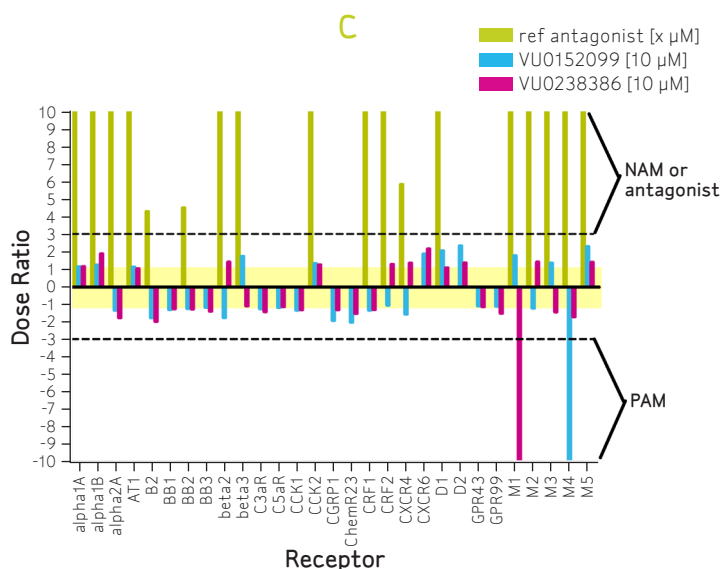 C
ref antagonist [x µM]
VU0152099 [10 µM]
VU0238386 [10 µM]
10
9
8
7
6
5
4
3
2
1
0
-1
-2
-3
-4
-5
-6
-7
-8
-9
-10
Dose Ratio
NAM or
antagonist
PAM
alpha1A
alpha1B
alpha2A
AT1
B2
BB1
BB2
BB3
beta2
beta3
C3aR
C5aR
CCK1
CCK2
CGRP1
ChemR23
CRF1
CRF2
CXCR4
CXCR6
D1
D2
GPR43
GPR99
M1
M2
M3
M4
M5
Receptor